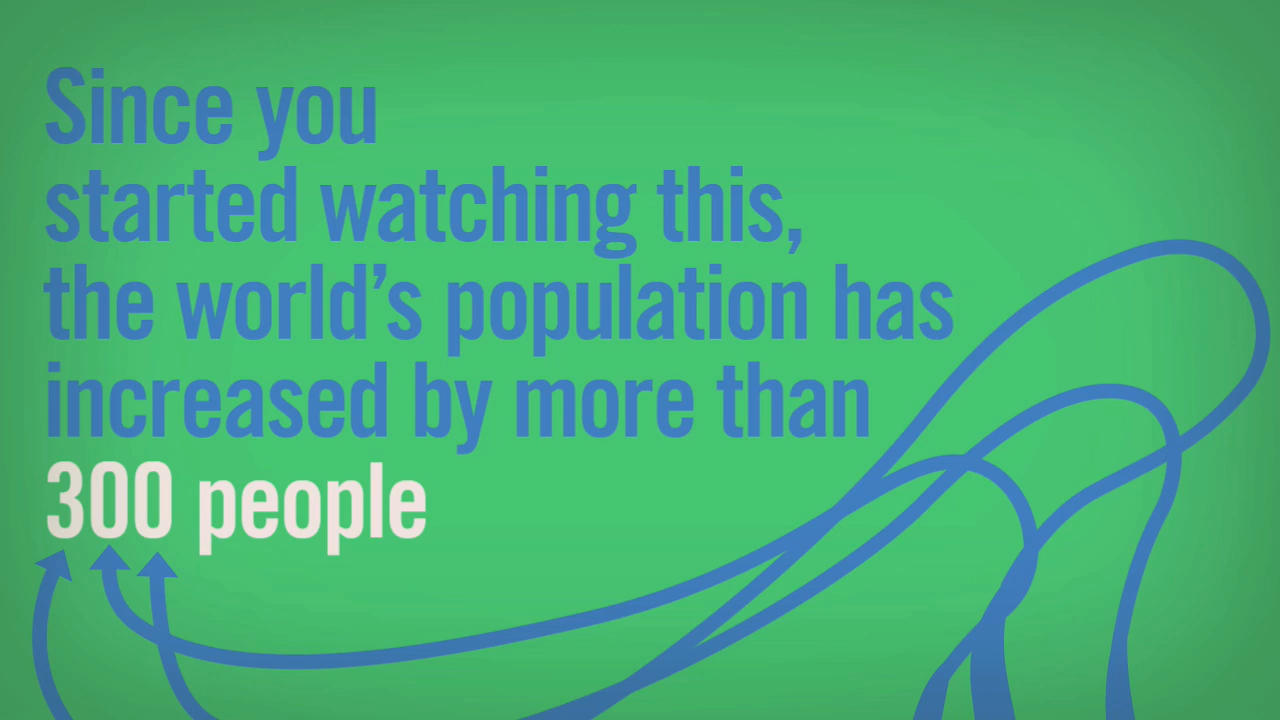 Since you
started watching this,
the world’s population has
increased by more than
300 people